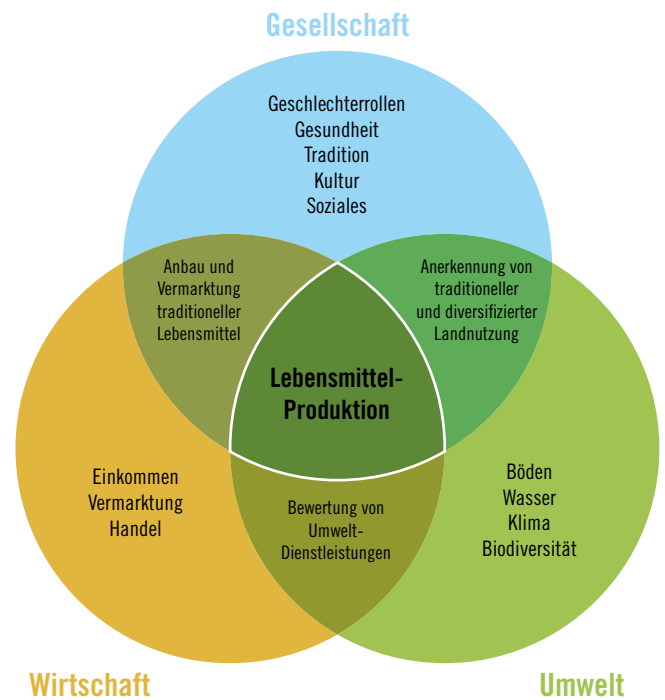 Gesellschaft
Geschlechterrollen
Gesundheit
Tradition
Kultur
Soziales
Anbau und
Vermarktung
traditioneller
Lebensmittel
Anerkennung von
traditioneller
und diversifizierter
Landnutzung
Lebensmittel-
Produktion
Einkommen
Vermarktung
Handel
Bewertung von
Umwelt-
Dienstleistungen
Böden
Wasser
Klima
Biodiversität
Wirtschaft
Umwelt